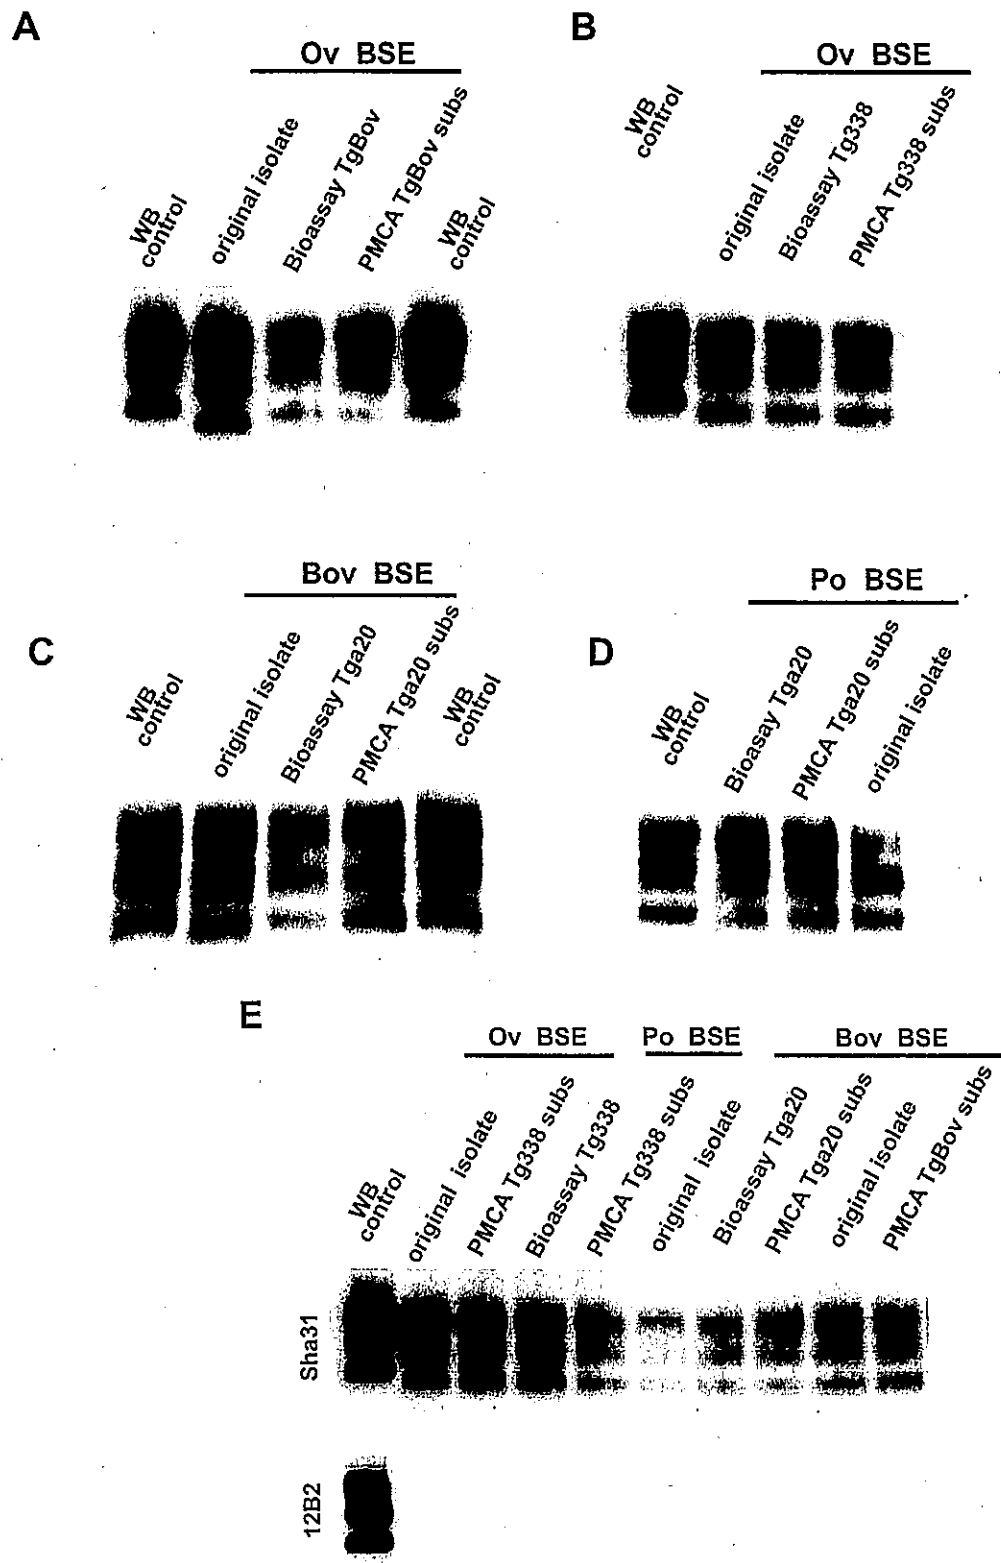 A
Ov BSE
WB
control
original isolate
Bioassay TgBov
PMCA TgBov subs
WB
control
B
Ov BSE
WB
control
original isolate
Bioassay Tg338
PMCA Tg338 subs
C
Bov BSE
WB
control
original isolate
Bioassay Tga20
PMCA Tga20 subs
WB
control
D
Po BSE
WB
control
Bioasay Tga20
PMCA Tga20 subs
original isolate
E
Ov BSE
Po BSE
Bov BSE
WB
control
original isolate
PMCA Tg338 subs
Bioassay Tg338
PMCA Tg338 subs
original isolate
Bioassay Tga20
PMCA Tga20 subs
original isolate
PMCA TgBov subs
Sha31
12B2